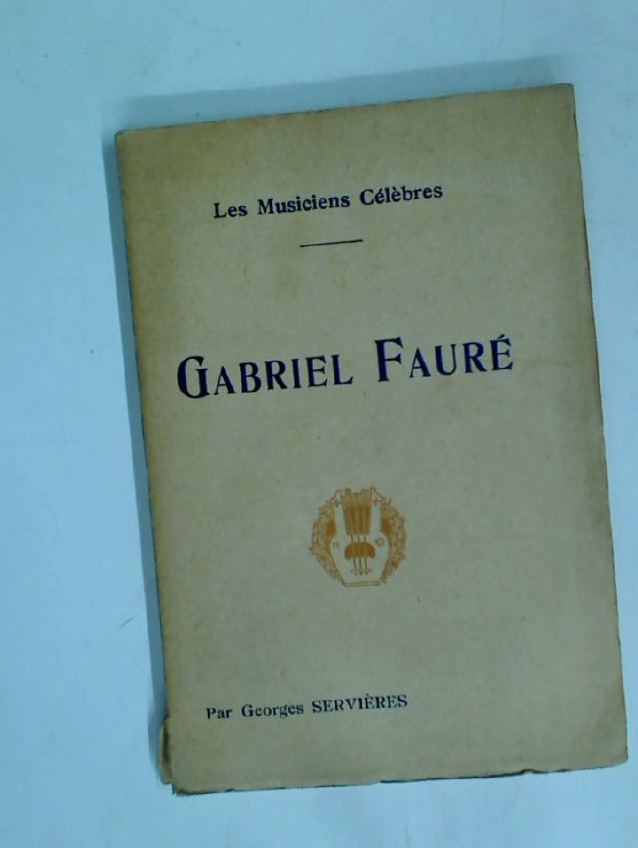 Les Musiciens Célèbres
GABRIEL FAURÉ
Par Georges SERVIÈRES